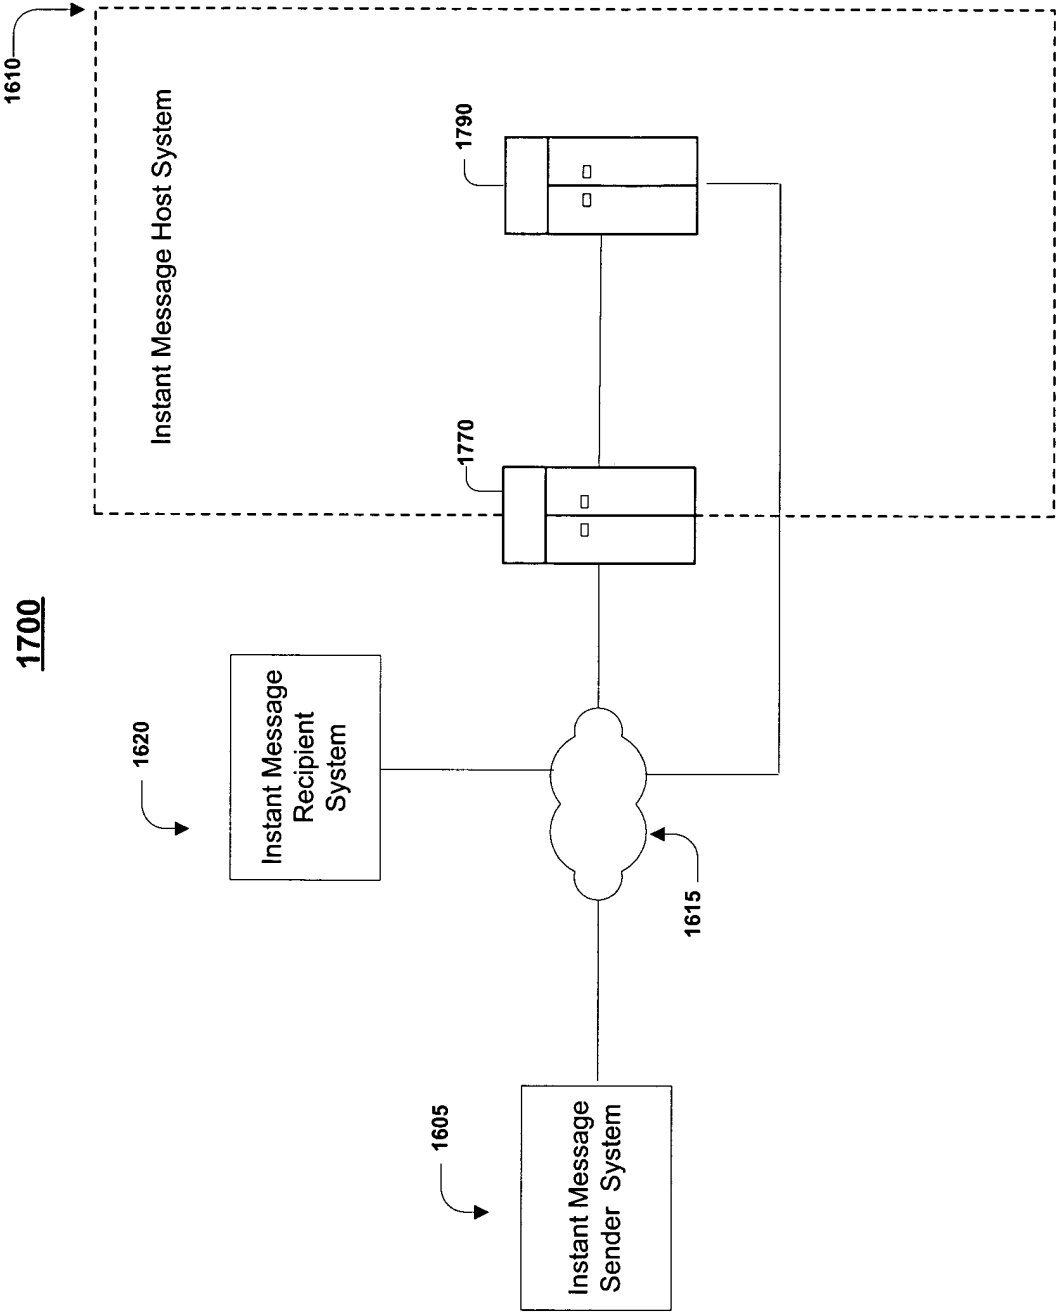 1700
1610
Instant Message Host System
1620
Instant Message
Recipient
System
1770
1790
1605
Instant Message
Sender System
1615